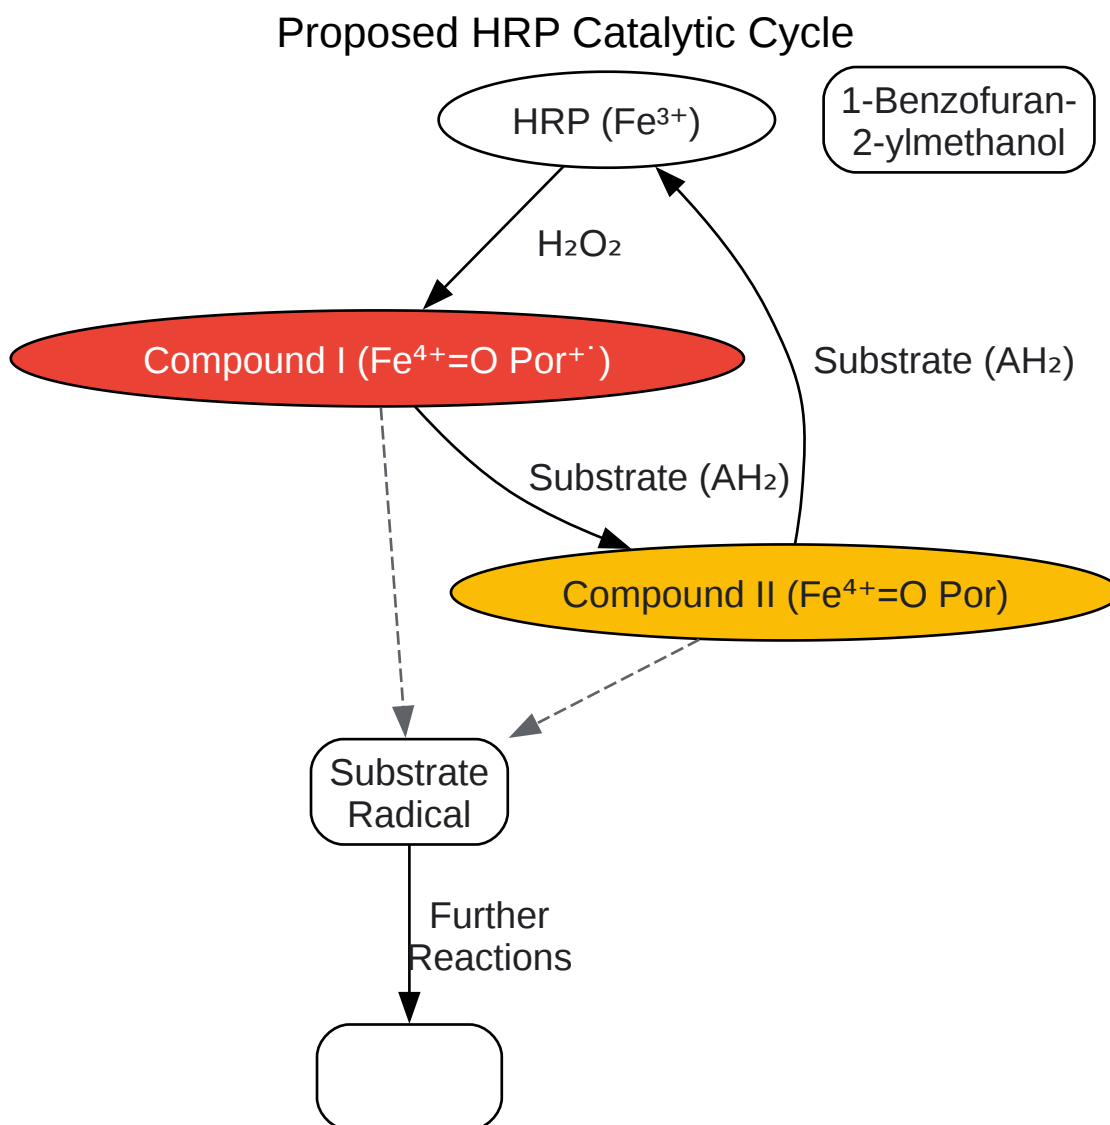 Proposed HRP Catalytic Cycle
HRP (Fe³⁺)
1-Benzofuran-
2-ylmethanol
H₂O₂
Compound I (Fe⁴⁺=O Por⁺˙)
Substrate (AH₂)
Substrate (AH₂)
Compound II (Fe⁴⁺=O Por)
Substrate
Radical
Further
Reactions